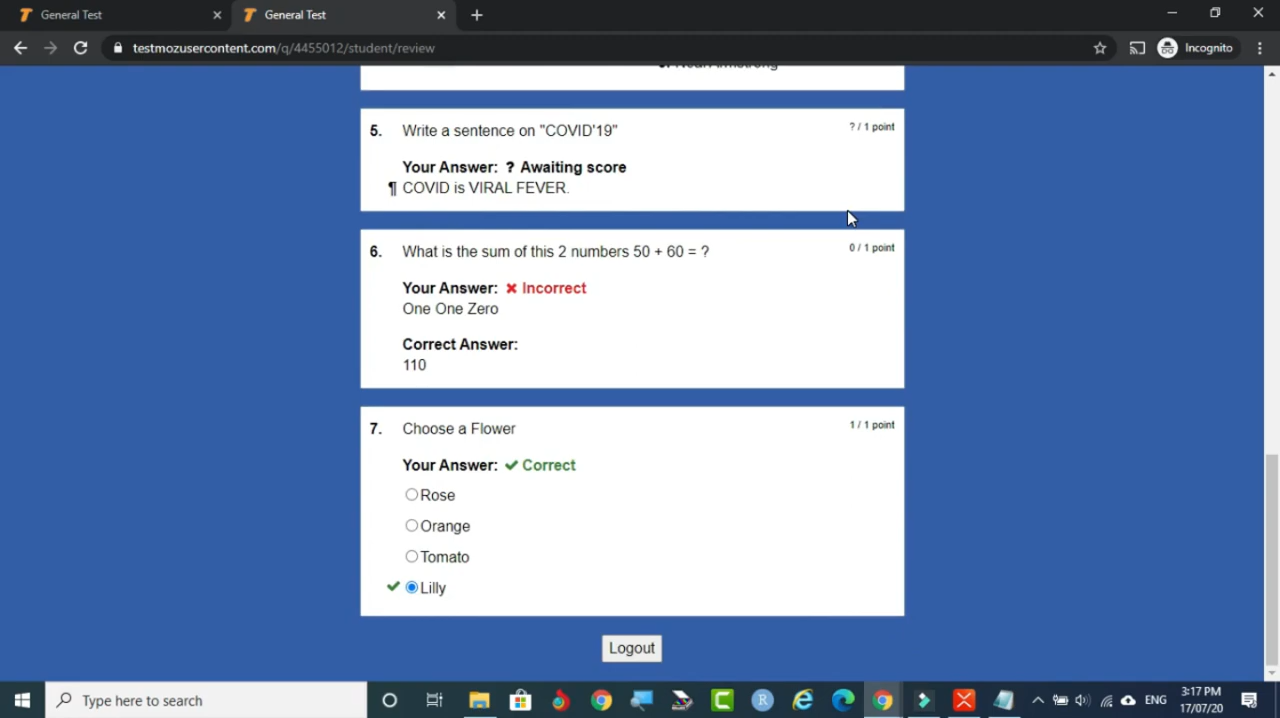 General Test
General Test
testmozusercontent.com/q/4455012/student/review
Incognito
5. Write a sentence on "COVID'19"
? / 1 point
Your Answer: ? Awaiting score
¶ COVID is VIRAL FEVER.
6. What is the sum of this 2 numbers 50 + 60 = ?
0 / 1 point
Your Answer: ✖ Incorrect
One One Zero
Correct Answer:
110
7. Choose a Flower
1 / 1 point
Your Answer: ✔ Correct
Rose
Orange
Tomato
Lilly
Logout
Type here to search
ENG
3:17 PM
17/07/20